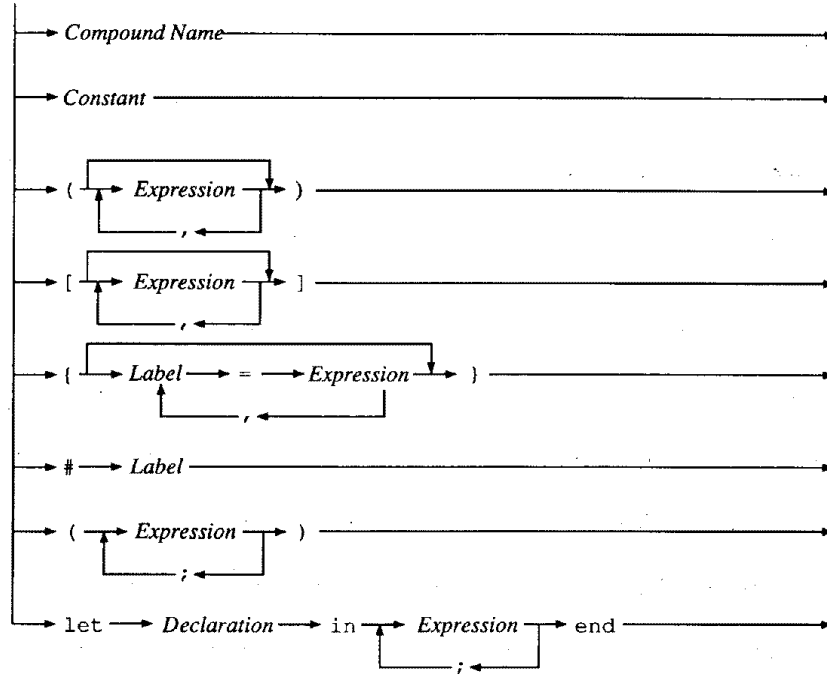 Compound Name
Constant
( Expression )
,
[ Expression ]
,
{ Label = Expression }
,
# Label
( Expression )
;
let Declaration in Expression end
;